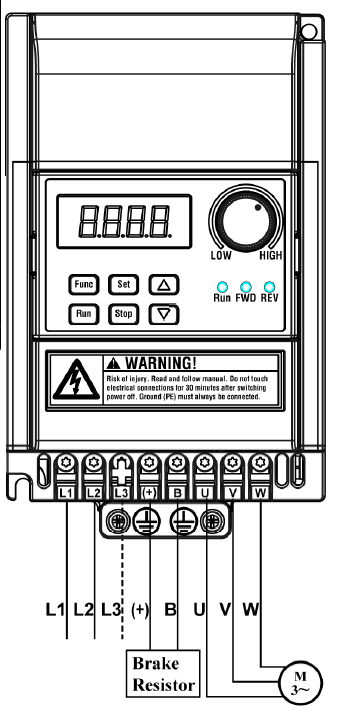 8.8.8.8
LOW HIGH
Func Set
Run FWD REV
Run Stop
WARNING!
Risk of injury. Read and follow manual. Do not touch
electrical connections for 30 minutes after switching
power off. Ground (PE) must always be connected.
L1 L2 L3 (+) B U V W
L1 L2 L3 (+) B U V W
Brake
Resistor
M
3~